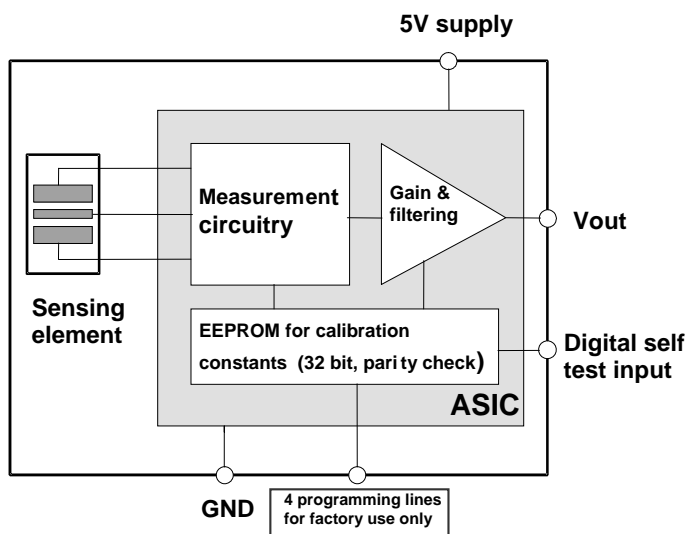 5V supply
Measurement
circuitry
Gain &
filtering
Vout
Sensing
element
EEPROM for calibration
constants (32 bit, parity check)
Digital self
test input
ASIC
GND
4 programming lines
for factory use only